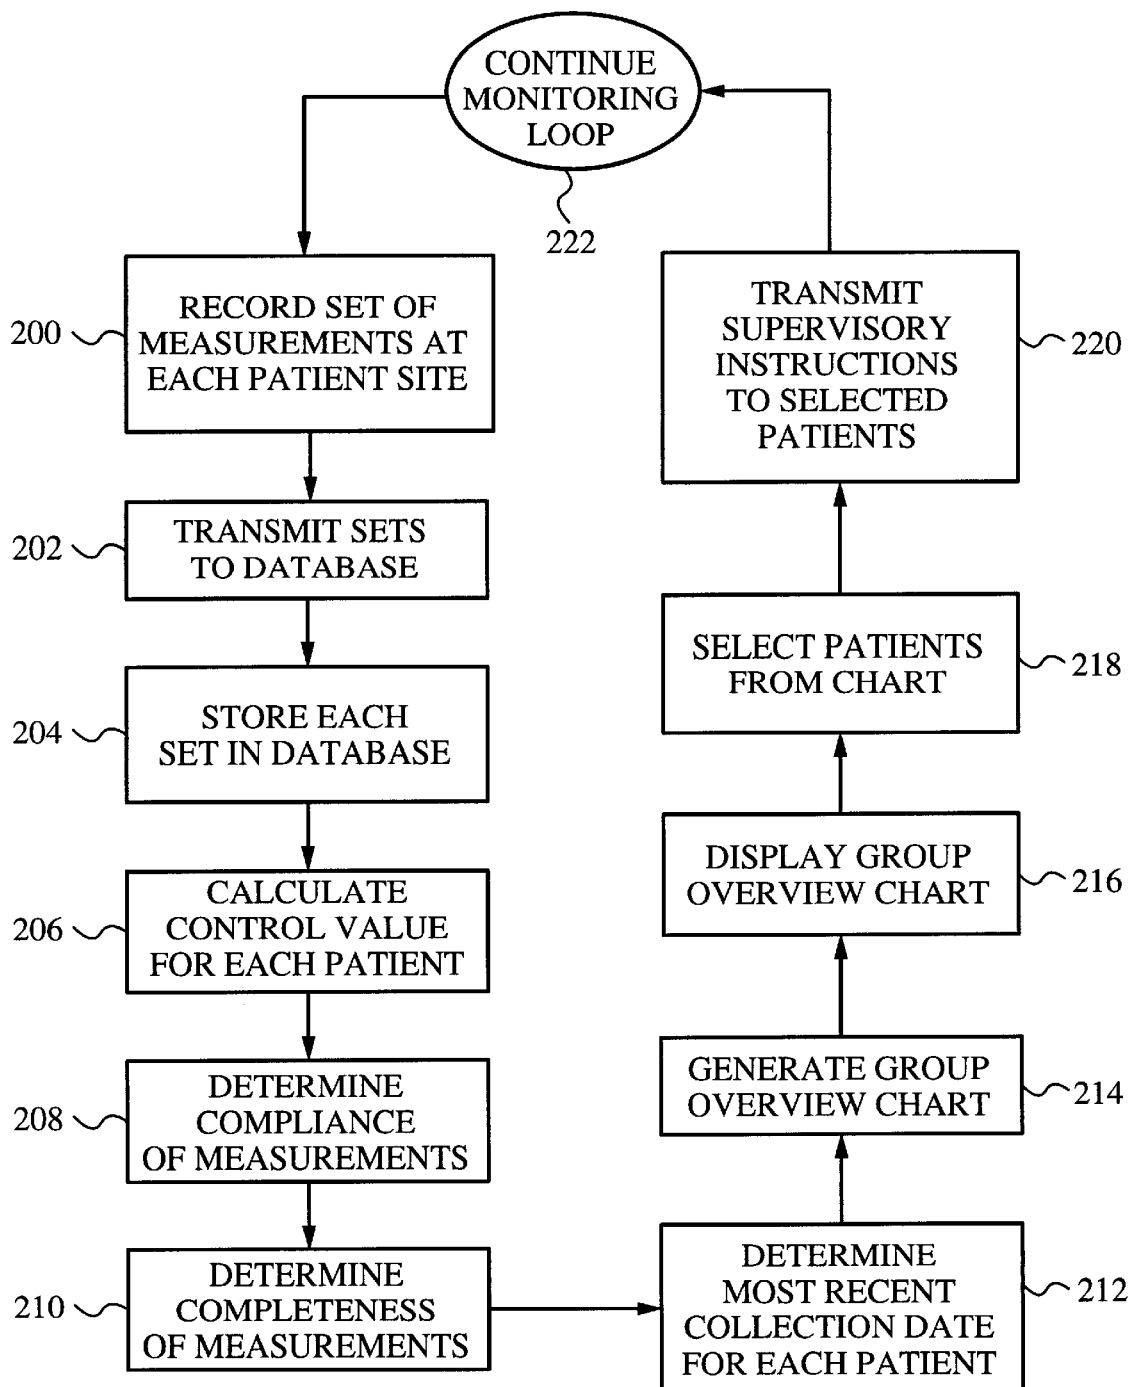 CONTINUE
MONITORING
LOOP
222
200
RECORD SET OF
MEASUREMENTS AT
EACH PATIENT SITE
202
TRANSMIT SETS
TO DATABASE
204
STORE EACH
SET IN DATABASE
206
CALCULATE
CONTROL VALUE
FOR EACH PATIENT
208
DETERMINE
COMPLIANCE
OF MEASUREMENTS
210
DETERMINE
COMPLETENESS
OF MEASUREMENTS
DETERMINE
MOST RECENT
COLLECTION DATE
FOR EACH PATIENT
212
GENERATE GROUP
OVERVIEW CHART
214
DISPLAY GROUP
OVERVIEW CHART
216
SELECT PATIENTS
FROM CHART
218
TRANSMIT
SUPERVISORY
INSTRUCTIONS
TO SELECTED
PATIENTS
220